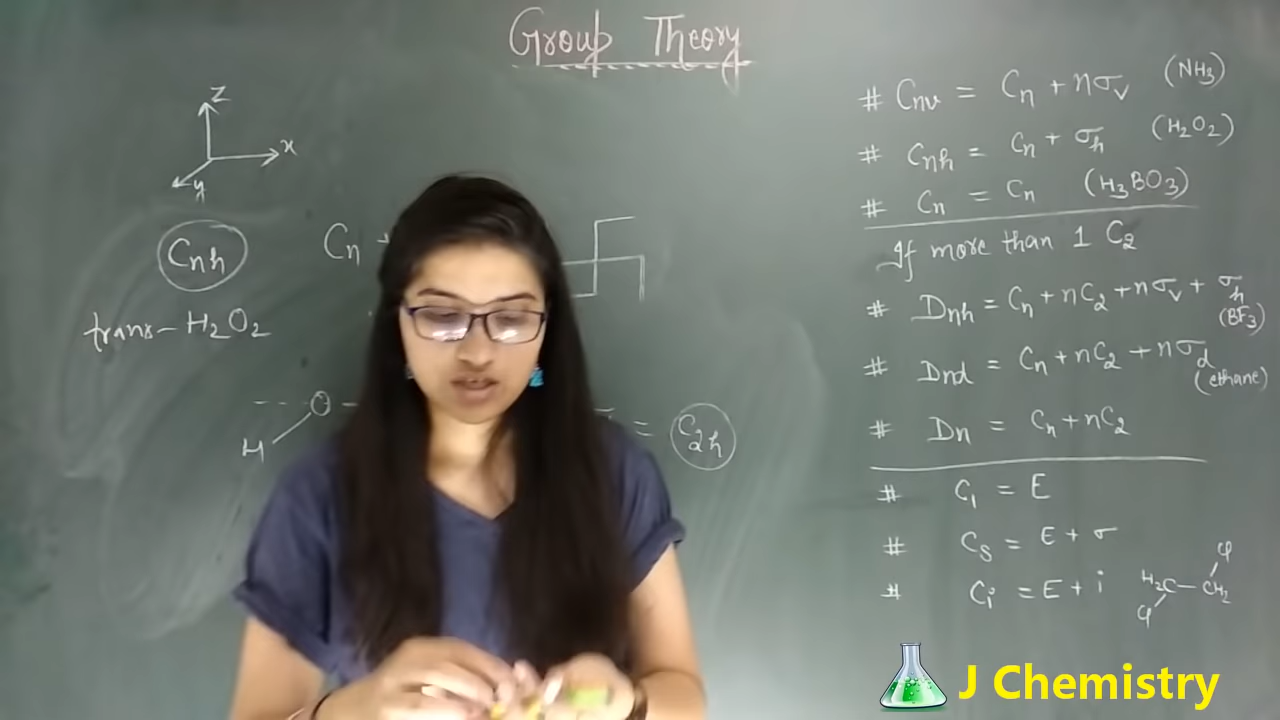 Group Theory
z
x
y
Cnh
Cn
trans-H2O2
O
H
= C2h
# Cnv = Cn + nσv (NH3)
# Cnh = Cn + σh (H2O2)
# Cn = Cn (H3BO3)
If more than 1 C2
# Dnh = Cn + nC2 + nσv + σh
(BF3)
# Dnd = Cn + nC2 + nσd
(ethane)
# Dn = Cn + nC2
# C1 = E
# Cs = E + σ
# Ci = E + i
Cl
H2C-CH2
Cl
J Chemistry